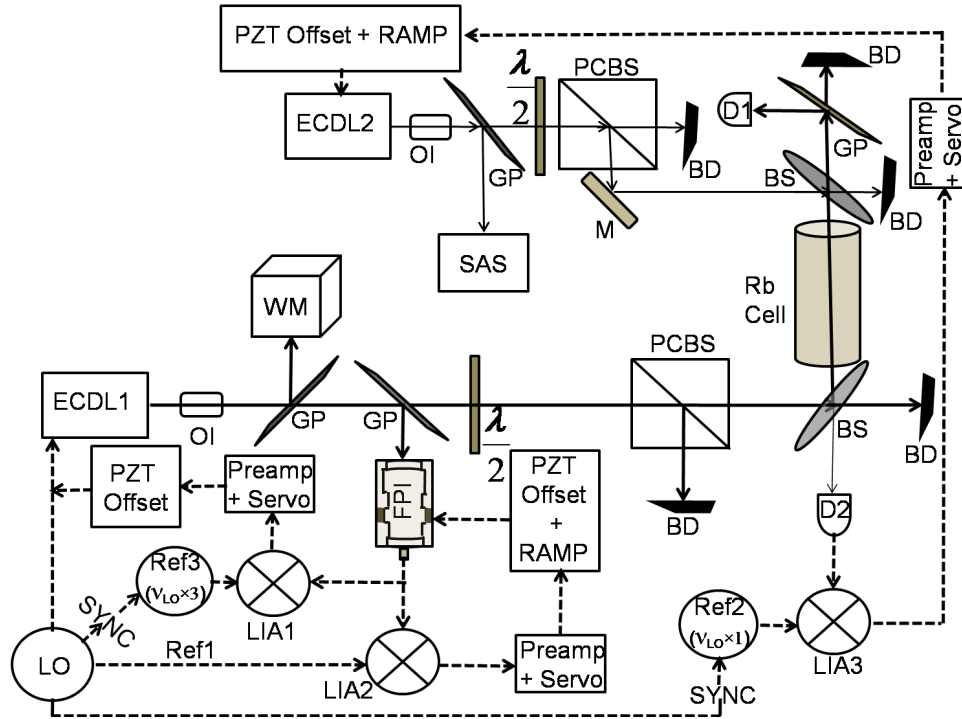 PZT Offset + RAMP
λ
2
PCBS
BD
D1
ECDL2
OI
GP
BD
GP
Preamp
+ Servo
BS
BD
M
SAS
WM
Rb
Cell
PCBS
ECDL1
OI
GP
GP
λ
2
BS
BD
PZT
Offset
Preamp
+ Servo
FPI
PZT
Offset
+
RAMP
BD
D2
Ref3
(νLO×3)
SYNC
LIA1
Ref2
(νLO×1)
LO
Ref1
LIA2
Preamp
+ Servo
SYNC
LIA3